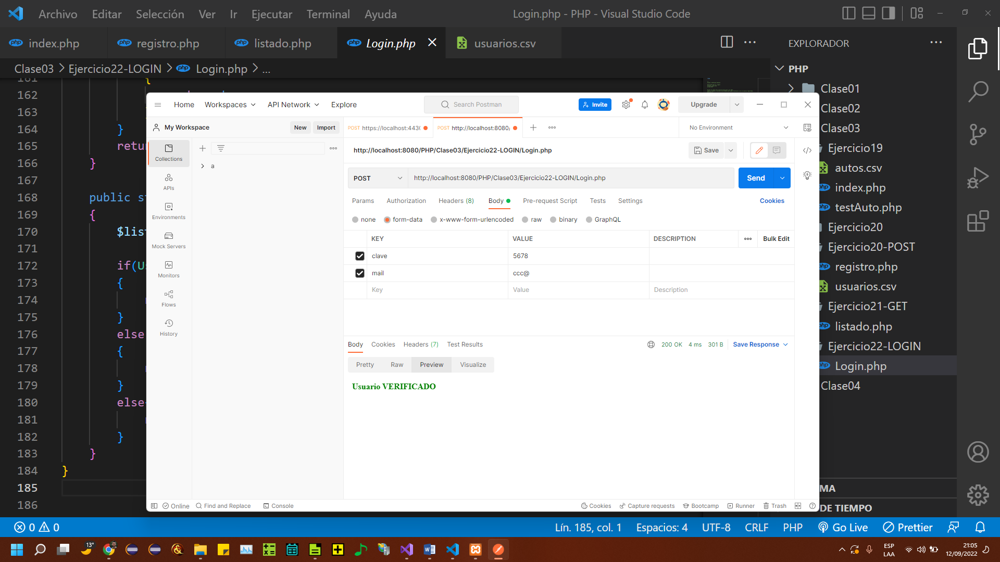 Archivo Editar Selección Ver Ir Ejecutar Terminal Ayuda
Login.php - PHP - Visual Studio Code
index.php registro.php listado.php Login.php usuarios.csv
EXPLORADOR
Clase03 > Ejercicio22-LOGIN > Login.php > ...
161 {
162
163
164 }
165
166 }
167
168 public
169 {
170
171
172
173 {
174
175 }
176 else
177 {
178
179 }
180 else
181
182 }
183 }
184 }
185
186
Home Workspaces API Network Explore
Search Postman
Invite
Upgrade
My Workspace
New Import
POST https://localhost:443
POST http://localhost:8080/
No Environment
Collections
APIs
Environments
Mock Servers
Monitors
Flows
History
a
http://localhost:8080/PHP/Clase03/Ejercicio22-LOGIN/Login.php
Save
POST http://localhost:8080/PHP/Clase03/Ejercicio22-LOGIN/Login.php
Send
Params Authorization Headers (8) Body Pre-request Script Tests Settings Cookies
none form-data x-www-form-urlencoded raw binary GraphQL
KEY VALUE DESCRIPTION Bulk Edit
clave 5678
mail ccc@
Key Value Description
Body Cookies Headers (7) Test Results
200 OK 4 ms 301 B Save Response
Pretty Raw Preview Visualize
Usuario VERIFICADO
Online Find and Replace Console
Cookies Capture requests Bootcamp Runner Trash
PHP
Clase01
Clase02
Clase03
Ejercicio19
autos.csv
index.php
testAuto.php
Ejercicio20
Ejercicio20-POST
registro.php
usuarios.csv
Ejercicio21-GET
listado.php
Ejercicio22-LOGIN
Login.php
Clase04
MA
DE TIEMPO
0 0
Lín. 185, col. 1 Espacios: 4 UTF-8 CRLF PHP Go Live Prettier
13°
ESP
LAA
21:05
12/09/2022